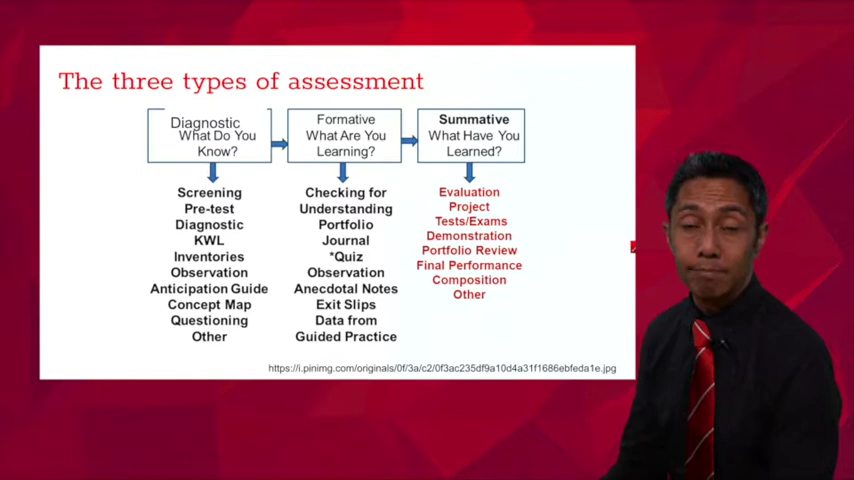 The three types of assessment
Diagnostic
What Do You
Know?
Formative
What Are You
Learning?
Summative
What Have You
Learned?
Screening
Pre-test
Diagnostic
KWL
Inventories
Observation
Anticipation Guide
Concept Map
Questioning
Other
Checking for
Understanding
Portfolio
Journal
*Quiz
Observation
Anecdotal Notes
Exit Slips
Data from
Guided Practice
Evaluation
Project
Tests/Exams
Demonstration
Portfolio Review
Final Performance
Composition
Other
https://i.pinimg.com/originals/0f/3a/c2/0f3ac235df9a10d4a31f1686ebfeda1e.jpg